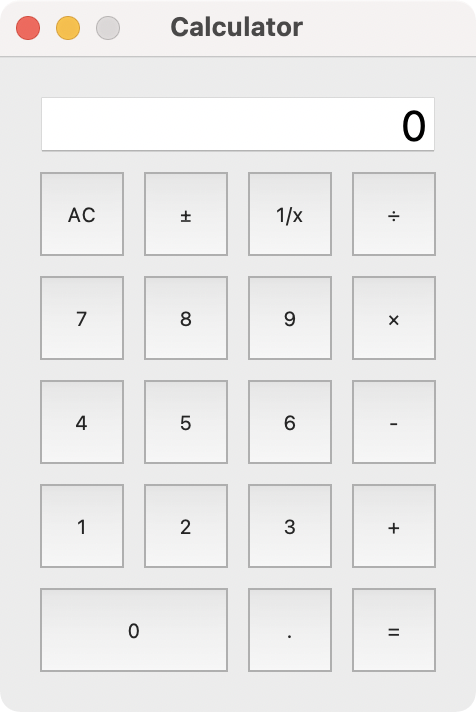 Calculator
0
AC ± 1/x ÷
7 8 9 ×
4 5 6 -
1 2 3 +
0 . =